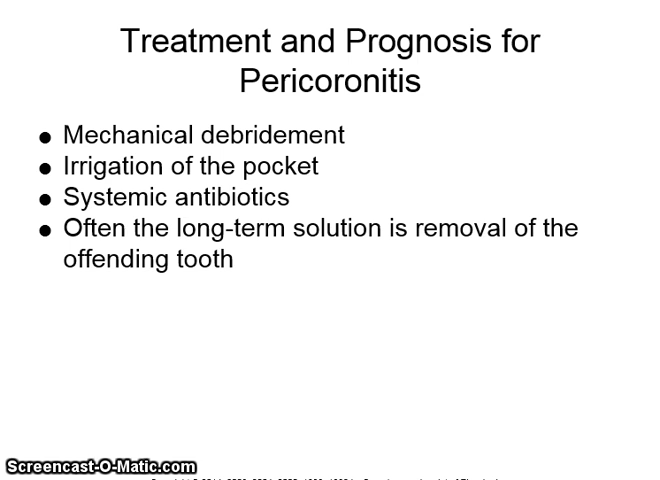 Treatment and Prognosis for
Pericoronitis
● Mechanical debridement
● Irrigation of the pocket
● Systemic antibiotics
● Often the long-term solution is removal of the
offending tooth
Screencast-O-Matic.com